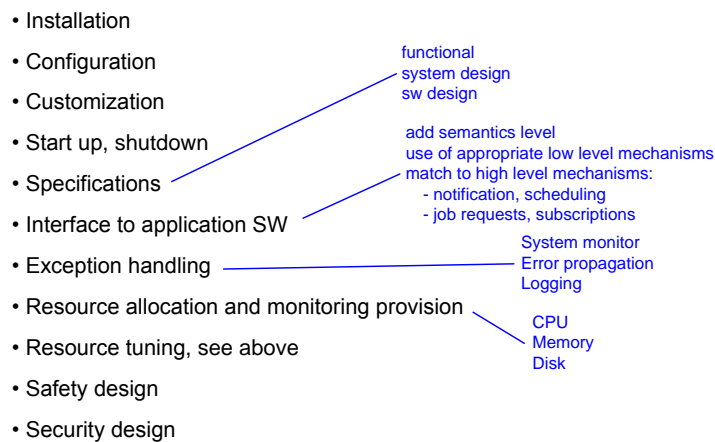 • Installation
• Configuration
• Customization
• Start up, shutdown
• Specifications
functional
system design
sw design
• Interface to application SW
add semantics level
use of appropriate low level mechanisms
match to high level mechanisms:
- notification, scheduling
- job requests, subscriptions
• Exception handling
System monitor
Error propagation
Logging
• Resource allocation and monitoring provision
CPU
Memory
Disk
• Resource tuning, see above
• Safety design
• Security design